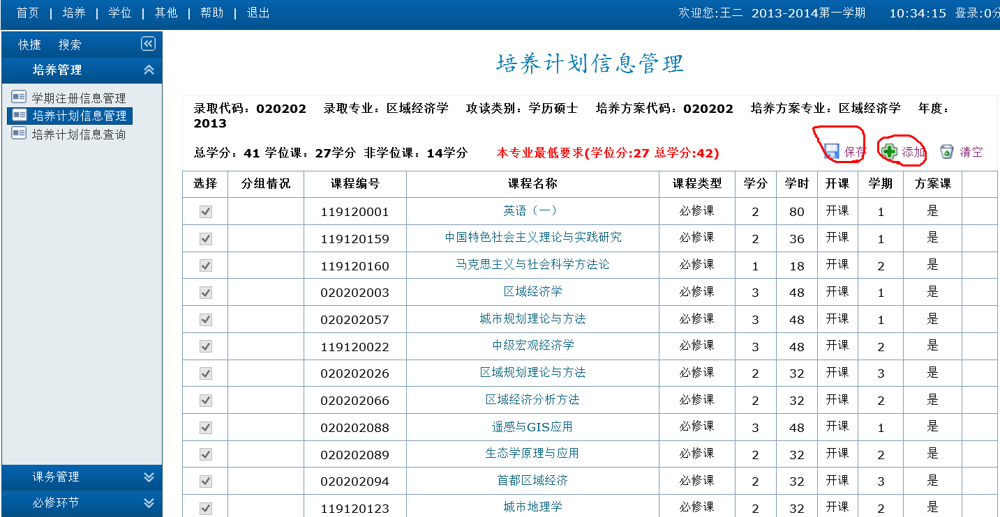 首页 | 培养 | 学位 | 其他 | 帮助 | 退出 欢迎您:王二 2013-2014第一学期 10:34:15 登录:0分
快捷 搜索
培养管理
学期注册信息管理
培养计划信息管理
培养计划信息查询
课务管理
必修环节
培养计划信息管理
录取代码：020202 录取专业：区域经济学 攻读类别：学历硕士 培养方案代码：020202 培养方案专业：区域经济学 年度：
2013
总学分：41 学位课：27学分 非学位课：14学分 本专业最低要求(学位分:27 总学分:42) 保存 添加 清空
选择 分组情况 课程编号 课程名称 课程类型 学分 学时 开课 学期 方案课
119120001 英语（一） 必修课 2 80 开课 1 是
119120159 中国特色社会主义理论与实践研究 必修课 2 36 开课 1 是
119120160 马克思主义与社会科学方法论 必修课 1 18 开课 2 是
020202003 区域经济学 必修课 3 48 开课 1 是
020202057 城市规划理论与方法 必修课 3 48 开课 1 是
119120022 中级宏观经济学 必修课 3 48 开课 2 是
020202026 区域规划理论与方法 必修课 2 32 开课 3 是
020202066 区域经济分析方法 必修课 2 32 开课 2 是
020202088 遥感与GIS应用 必修课 3 48 开课 1 是
020202089 生态学原理与应用 必修课 2 32 开课 2 是
020202094 首都区域经济 必修课 2 32 开课 3 是
119120123 城市地理学 必修课 2 32 开课 2 是